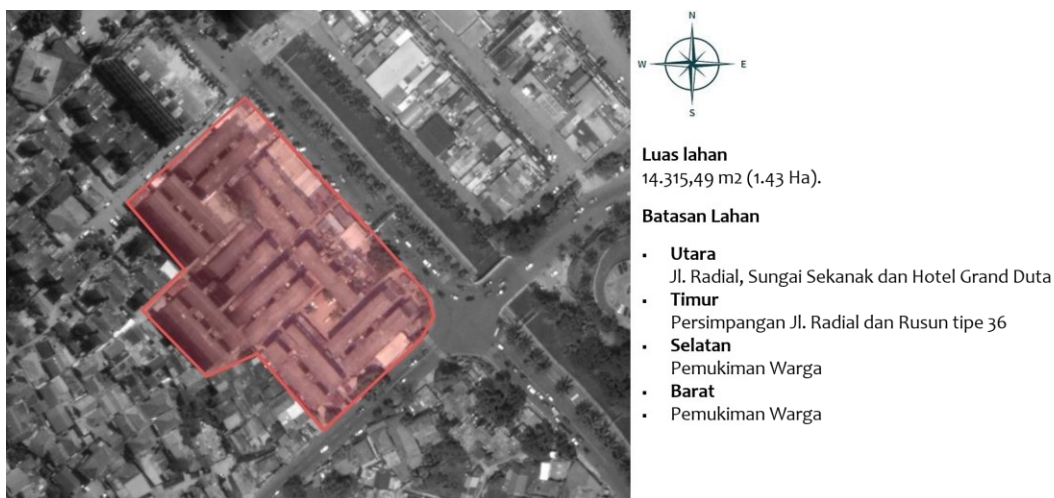 N
W E
S
Luas lahan
14.315,49 m2 (1.43 Ha).
Batasan Lahan
▪ Utara
Jl. Radial, Sungai Sekanak dan Hotel Grand Duta
▪ Timur
Persimpangan Jl. Radial dan Rusun tipe 36
▪ Selatan
Pemukiman Warga
▪ Barat
▪ Pemukiman Warga